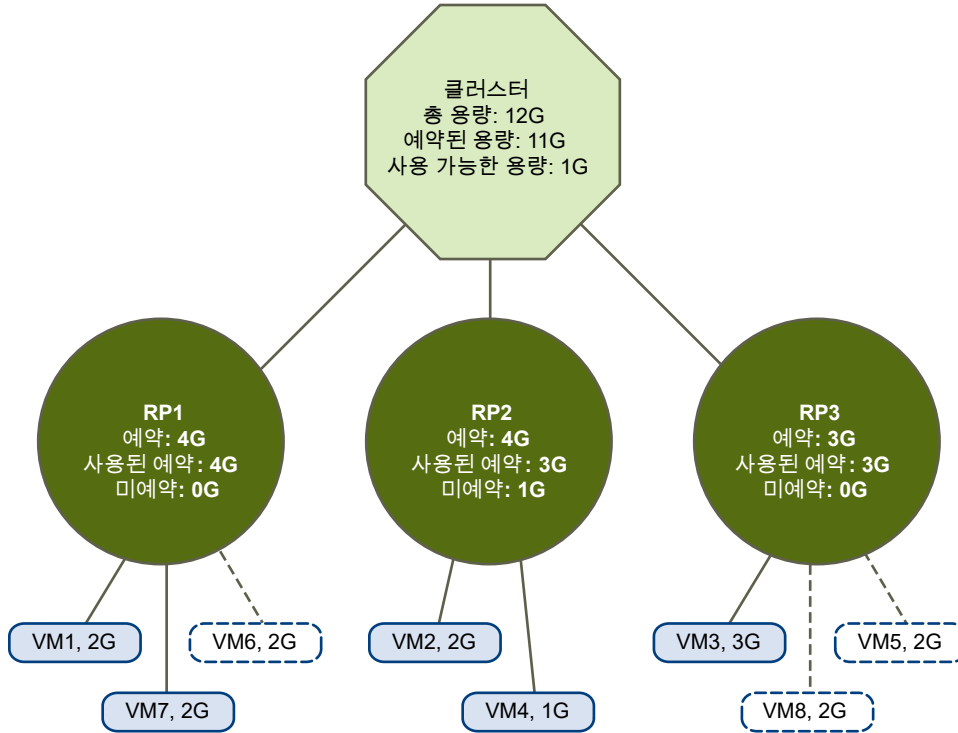 클러스터
총 용량: 12G
예약된 용량: 11G
사용 가능한 용량: 1G
RP1
예약: 4G
사용된 예약: 4G
미예약: 0G
RP2
예약: 4G
사용된 예약: 3G
미예약: 1G
RP3
예약: 3G
사용된 예약: 3G
미예약: 0G
VM1, 2G
VM6, 2G
VM2, 2G
VM3, 3G
VM5, 2G
VM7, 2G
VM4, 1G
VM8, 2G